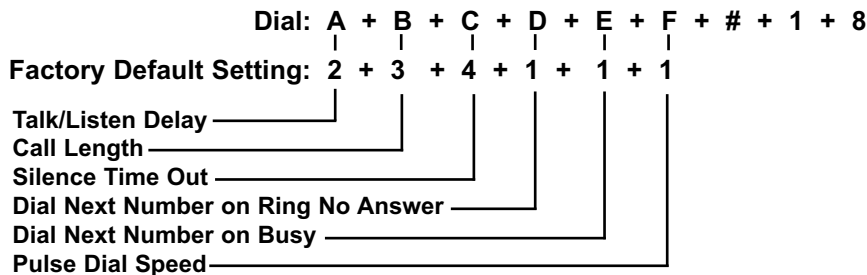 Dial: A + B + C + D + E + F + # + 1 + 8
Factory Default Setting: 2 + 3 + 4 + 1 + 1 + 1
Talk/Listen Delay
Call Length
Silence Time Out
Dial Next Number on Ring No Answer
Dial Next Number on Busy
Pulse Dial Speed